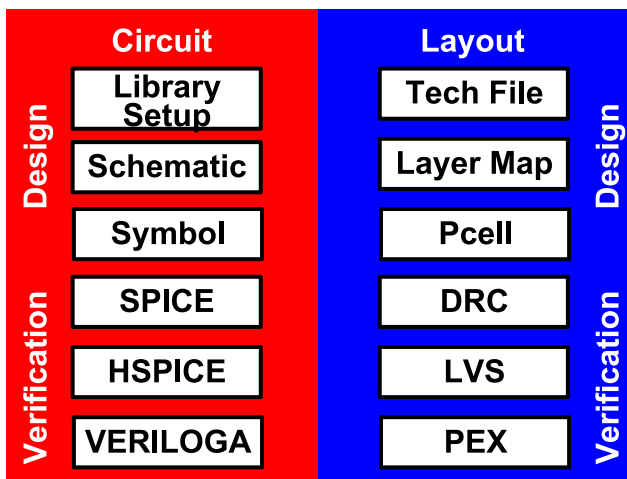 Circuit
Library
Setup
Schematic
Symbol
SPICE
HSPICE
VERILOGA
Design
Verification
Layout
Tech File
Layer Map
Pcell
DRC
LVS
PEX
Design
Verification